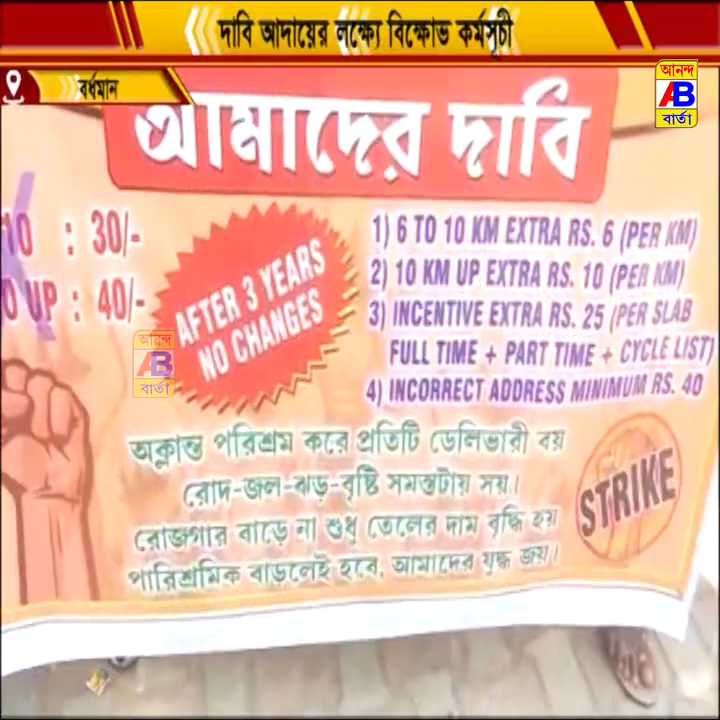 দাবি আদায়ের লক্ষ্যে বিক্ষোভ কর্মসূচী
বর্ধমান
আনন্দ
AB
বার্তা
আমাদের দাবি
10 : 30/-
UP : 40/-
AFTER 3 YEARS
NO CHANGES
1) 6 TO 10 KM EXTRA RS. 6 (PER KM)
2) 10 KM UP EXTRA RS. 10 (PER KM)
3) INCENTIVE EXTRA RS. 25 (PER SLAB
FULL TIME + PART TIME + CYCLE LIST)
4) INCORRECT ADDRESS MINIMUM RS. 40
আনন্দ
AB
বার্তা
অক্লান্ত পরিশ্রম করে প্রতিটি ডেলিভারী বয়
রোদ-জল-ঝড়-বৃষ্টি সমস্তটায় সয়।
রোজগার বাড়ে না শুধু তেলের দাম বৃদ্ধি হয়
পারিশ্রমিক বাড়লেই হবে, আমাদের যুদ্ধ জয়।
STRIKE